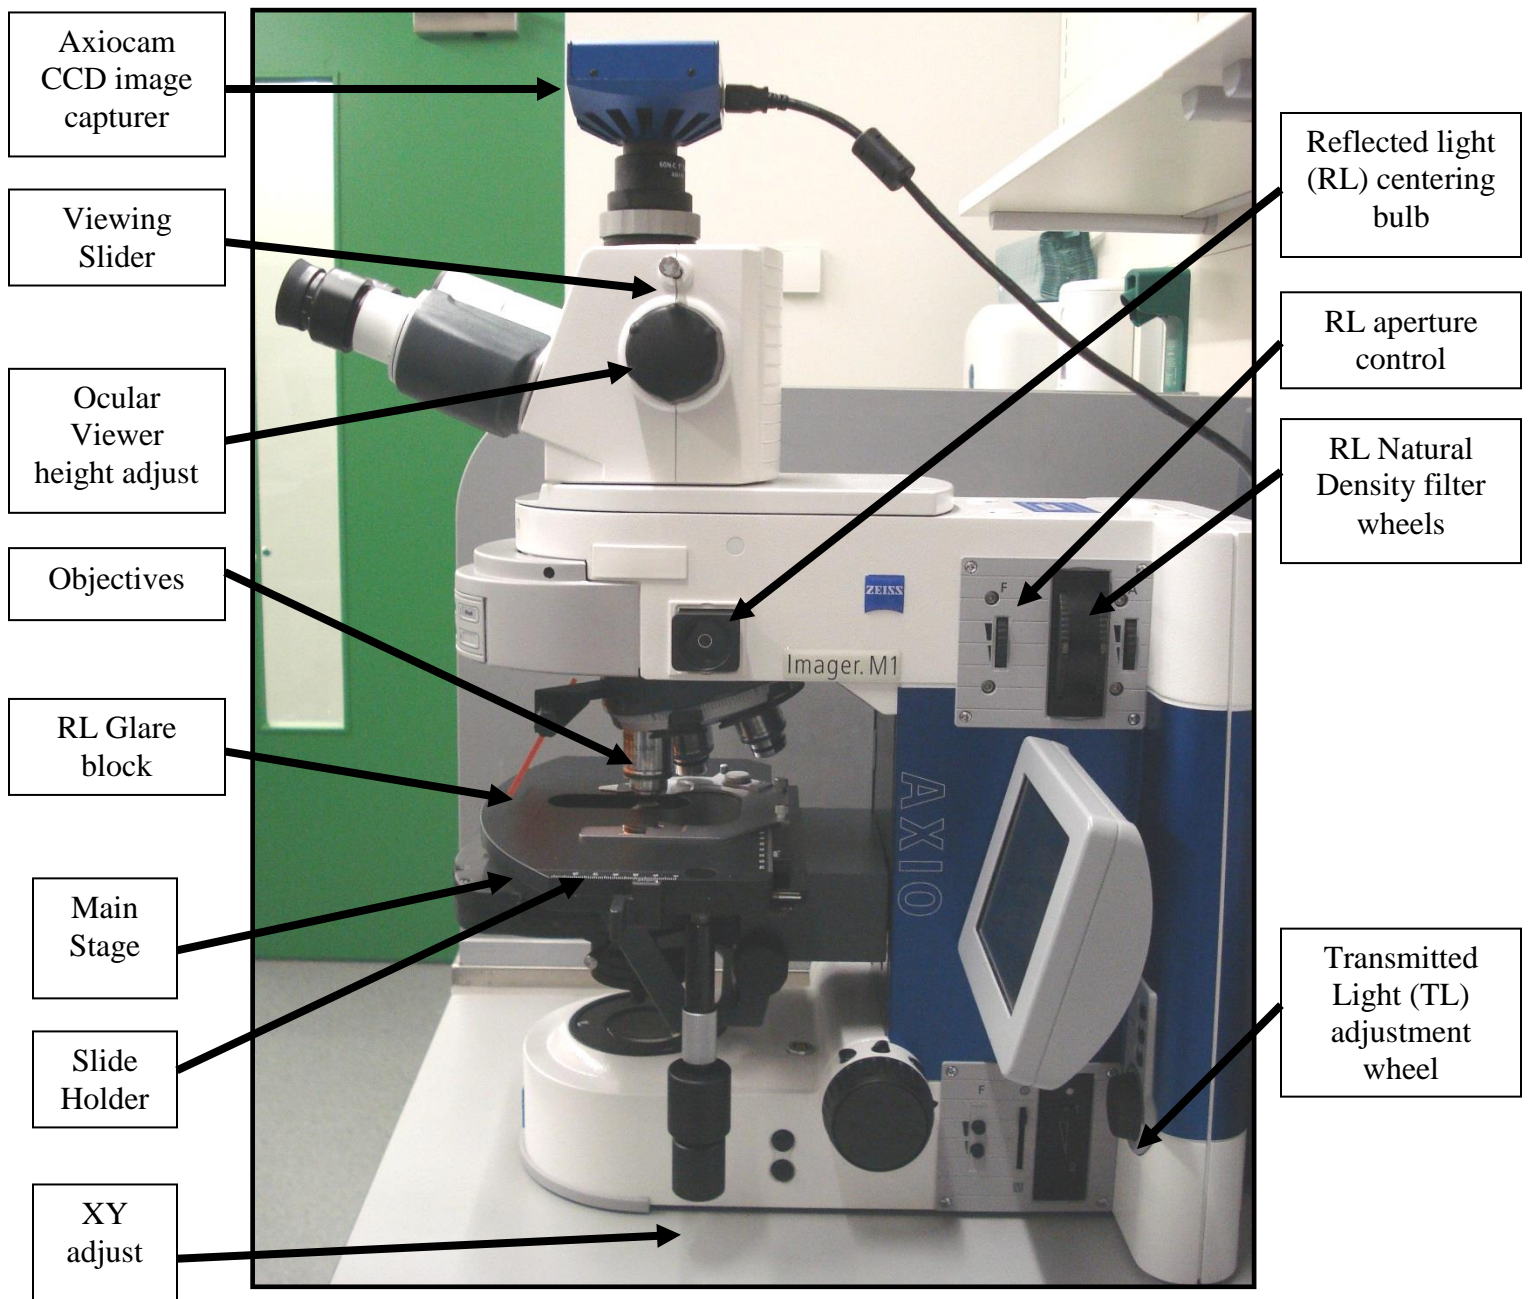 Axiocam
CCD image
capturer
Viewing
Slider
Ocular
Viewer
height adjust
Objectives
RL Glare
block
Main
Stage
Slide
Holder
XY
adjust
Reflected light
(RL) centering
bulb
RL aperture
control
RL Natural
Density filter
wheels
Transmitted
Light (TL)
adjustment
wheel
ZEISS
Imager.M1
AXIO
F
A
F